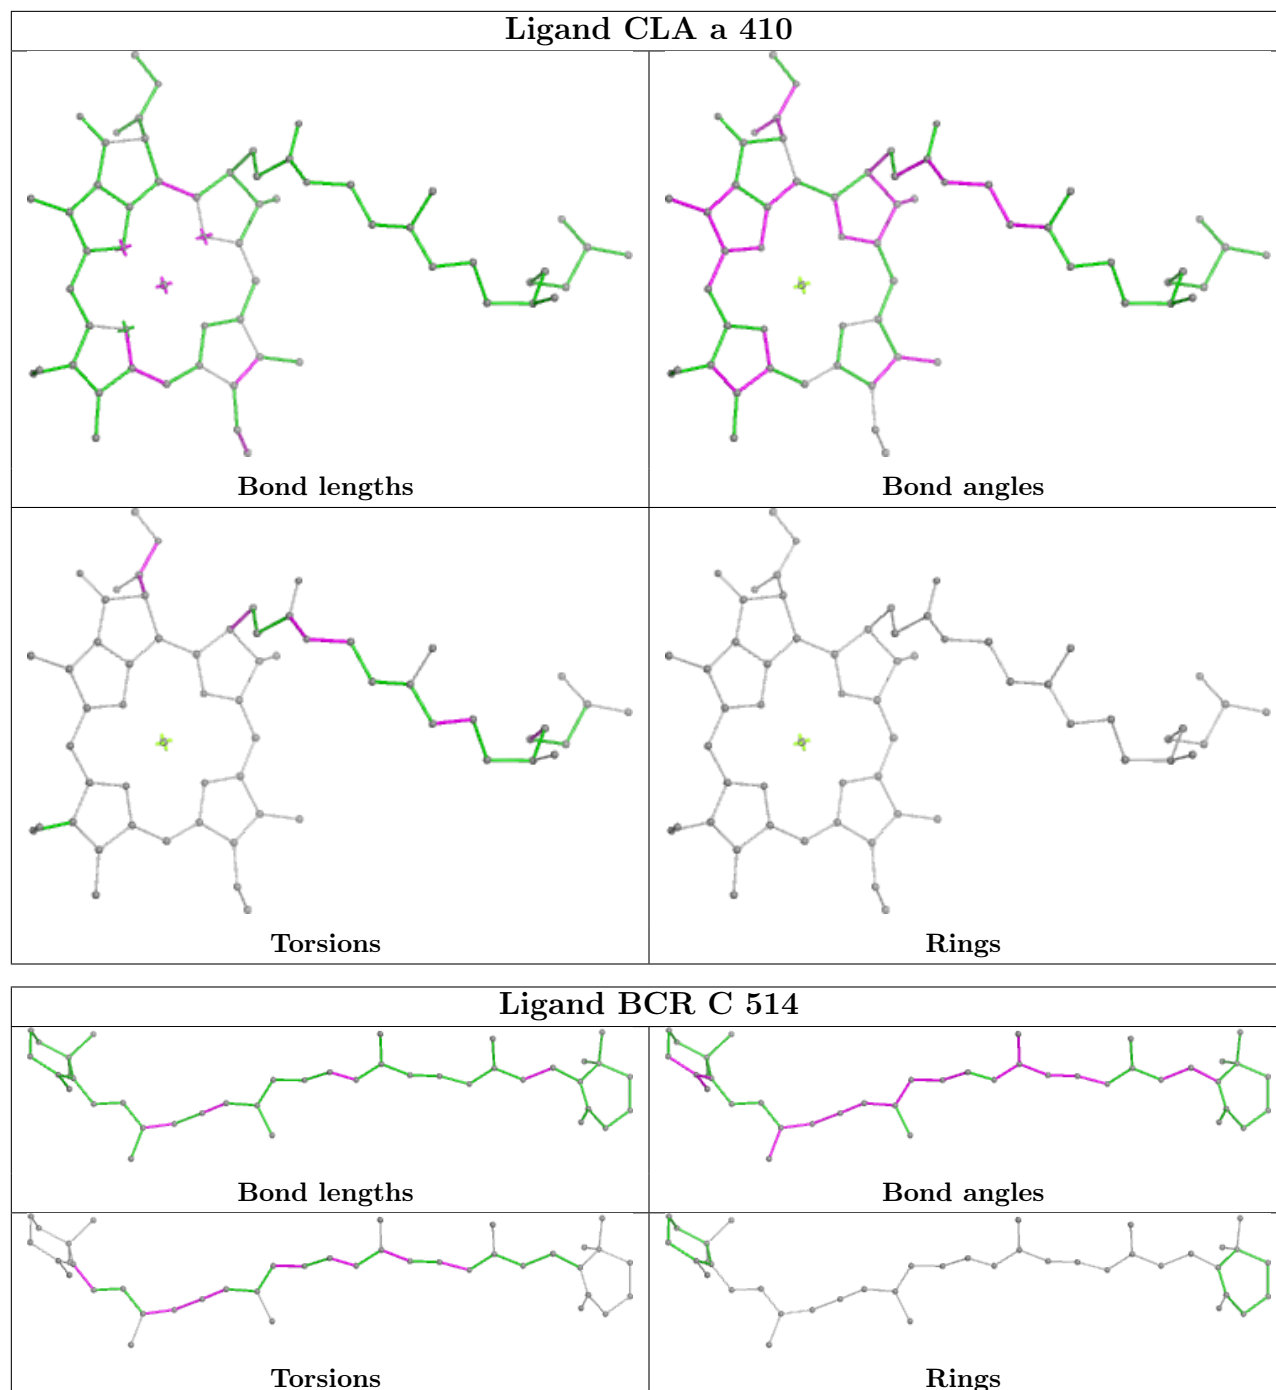 Ligand CLA a 410
Bond lengths
Bond angles
Torsions
Rings
Ligand BCR C 514
Bond lengths
Bond angles
Torsions
Rings